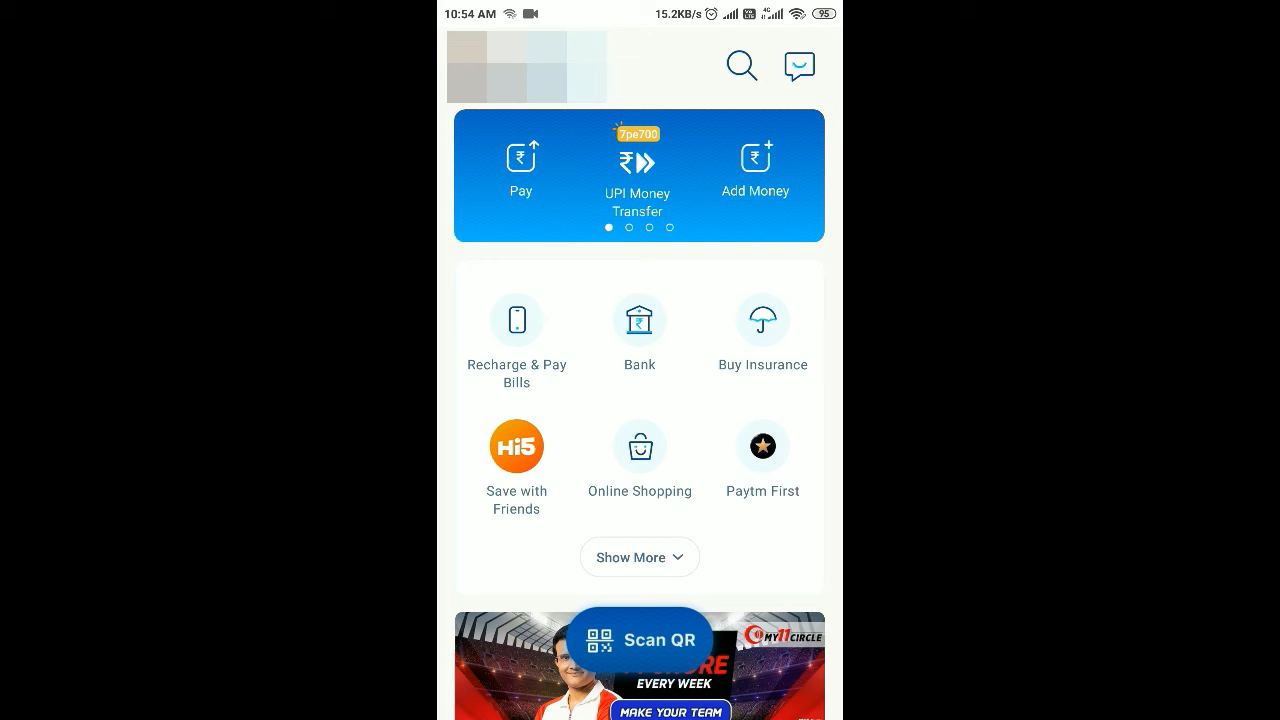 10:54 AM 15.2KB/s 4G 95
7pe700
Pay
UPI Money
Transfer
Add Money
Recharge & Pay
Bills
Bank
Buy Insurance
Hi5
Save with
Friends
Online Shopping
Paytm First
Show More
Scan QR
MY11CIRCLE
EVERY WEEK
MAKE YOUR TEAM